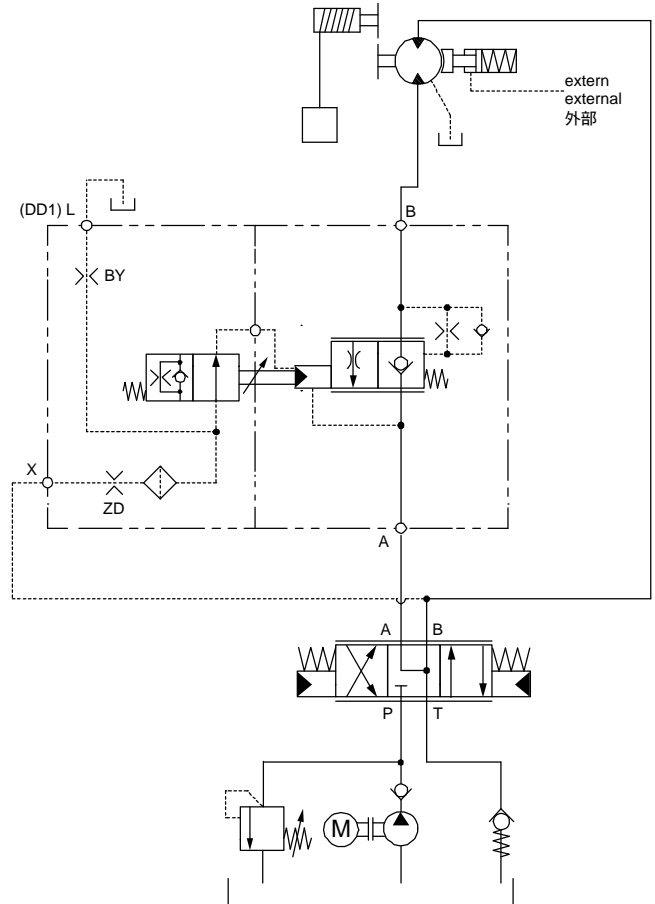 extern
external
外部
(DD1) L
B
BY
X
ZD
A
A B
P T
M